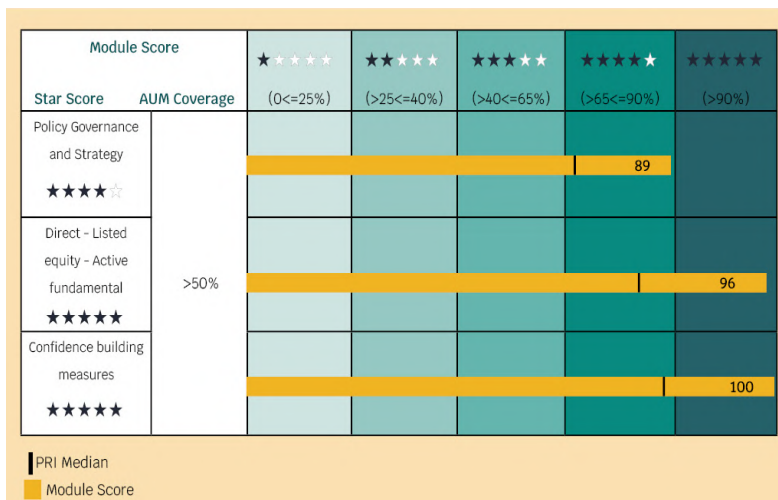 Module Score
★★★★★ ★★★★★ ★★★★★ ★★★★★ ★★★★★
Star Score AUM Coverage (0<=25%) (>25<=40%) (>40<=65%) (>65<=90%) (>90%)
Policy Governance
and Strategy
★★★★☆
89
Direct - Listed
equity - Active
fundamental
★★★★★
>50%
96
Confidence building
measures
★★★★★
100
PRI Median
Module Score